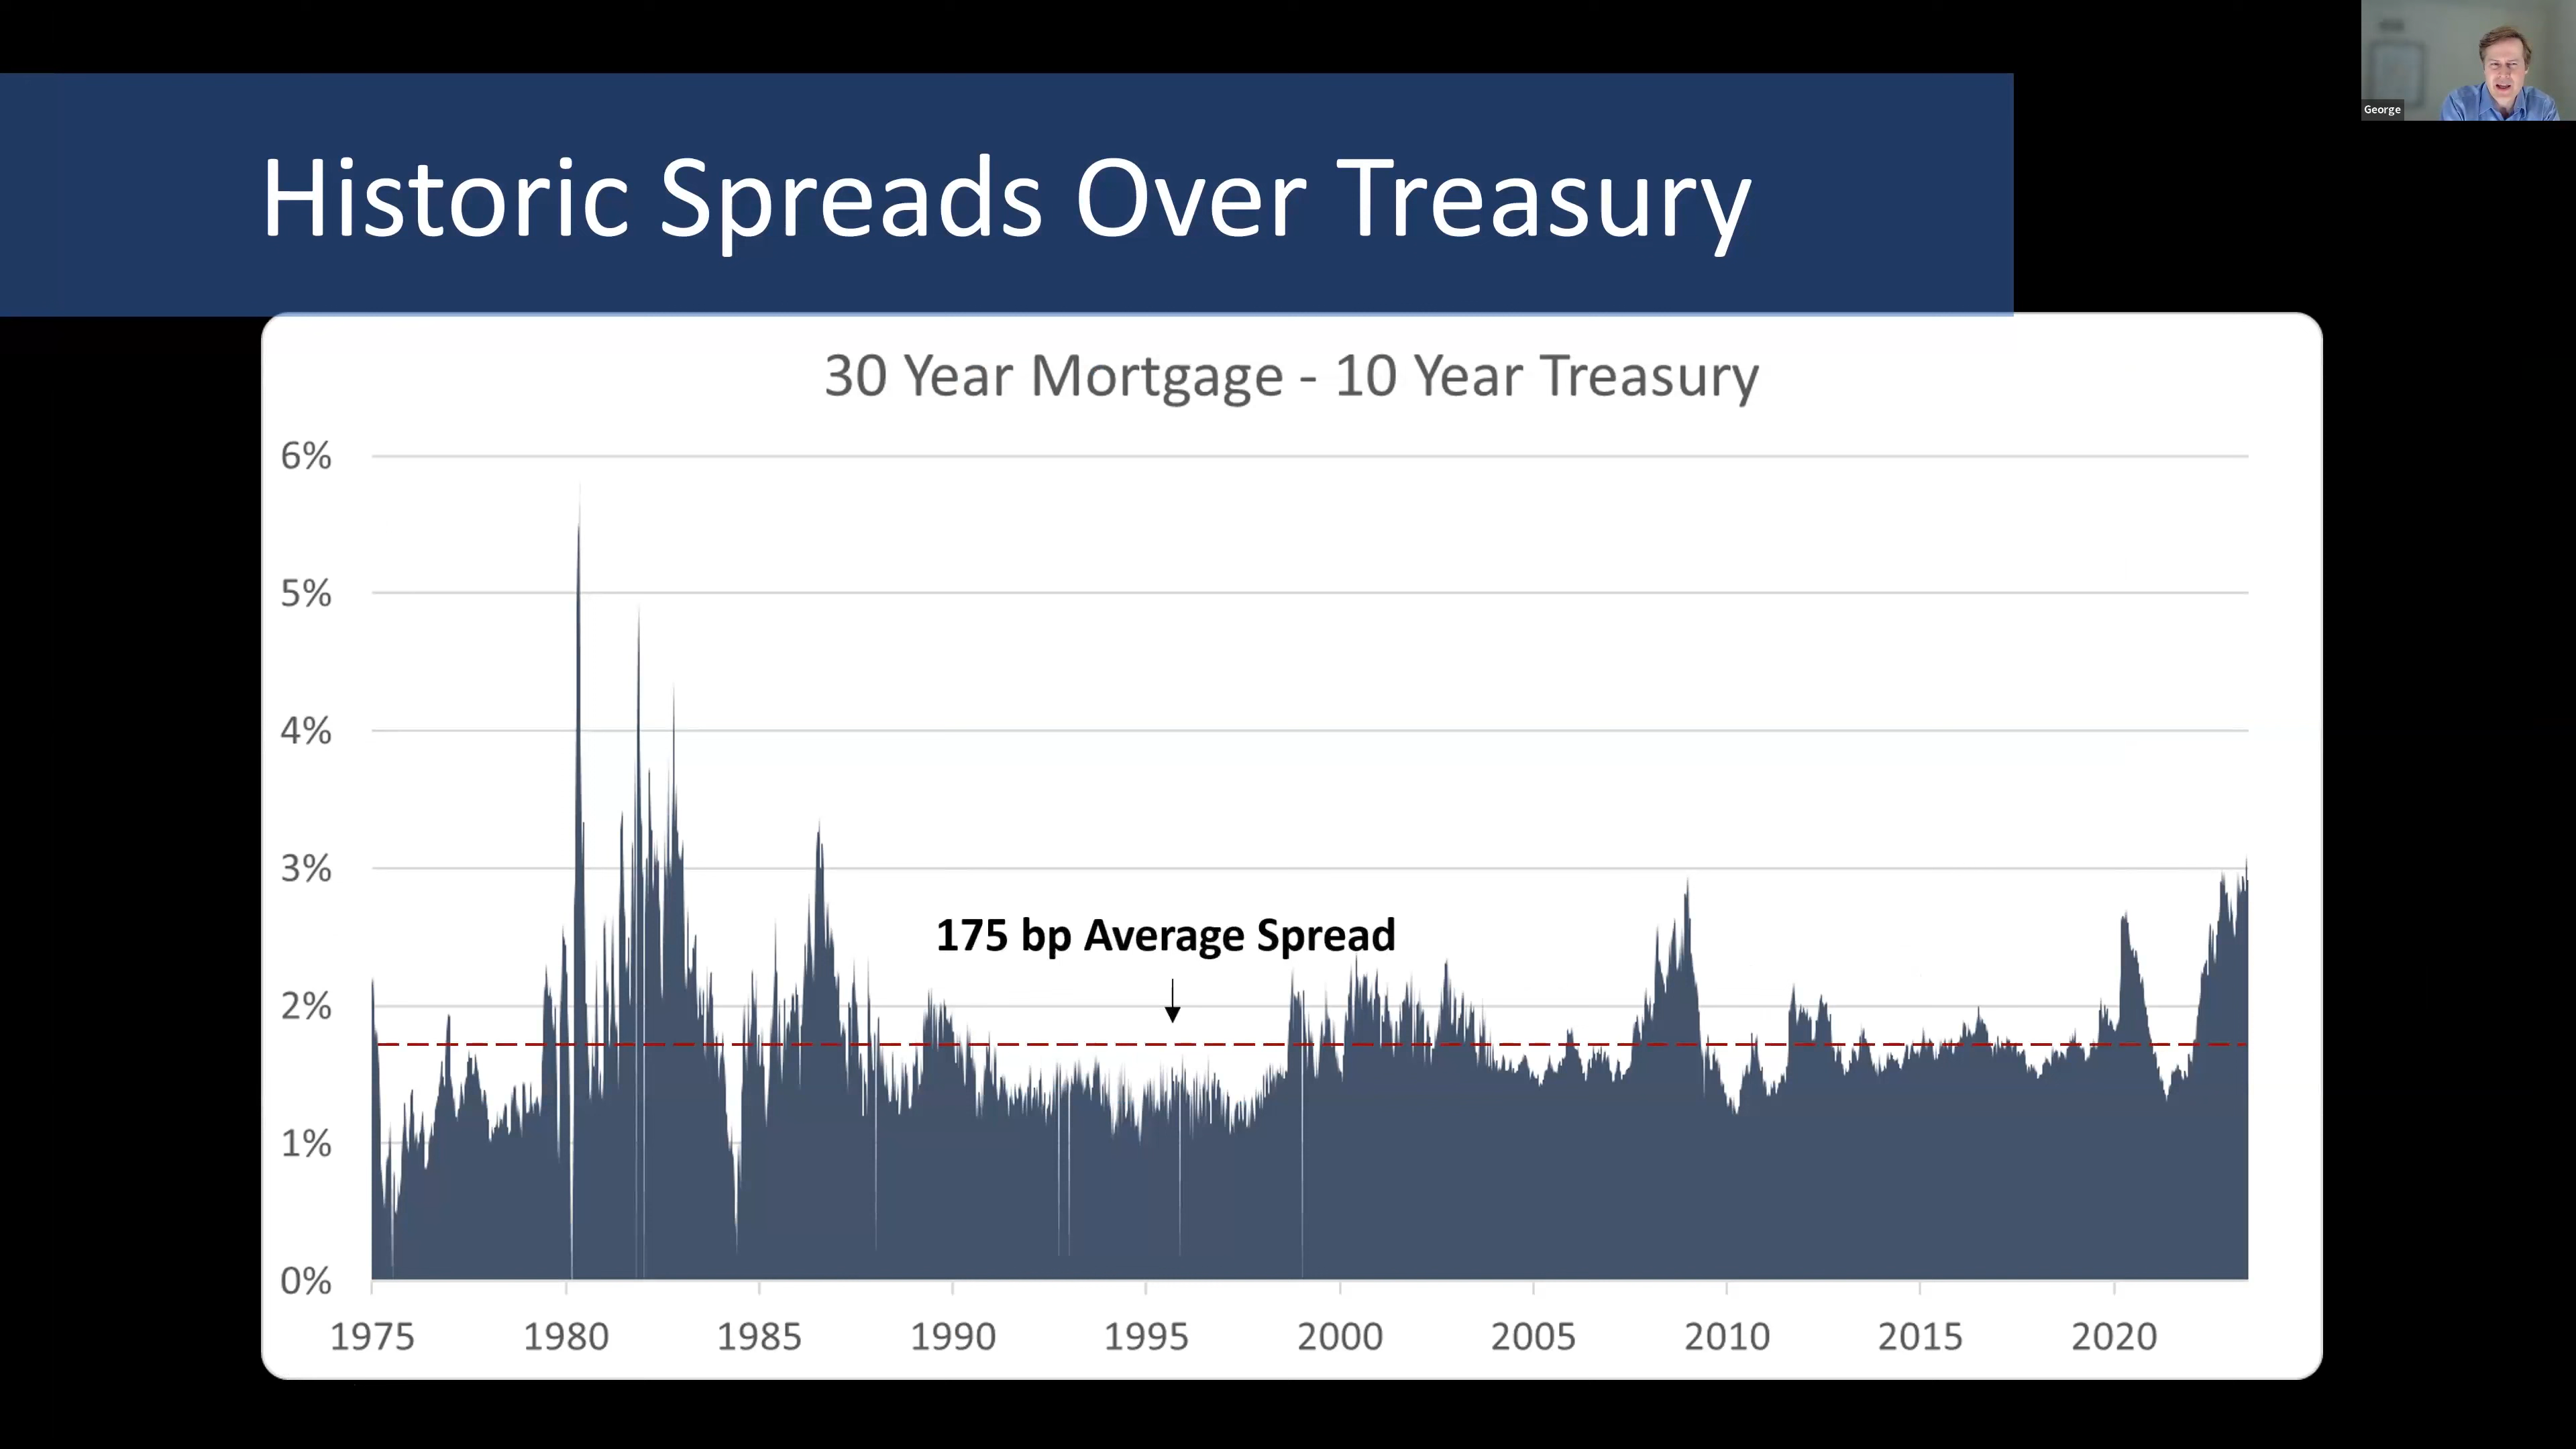 George
Historic Spreads Over Treasury
30 Year Mortgage - 10 Year Treasury
6%
5%
4%
3%
175 bp Average Spread
2%
1%
0%
1975 1980 1985 1990 1995 2000 2005 2010 2015 2020